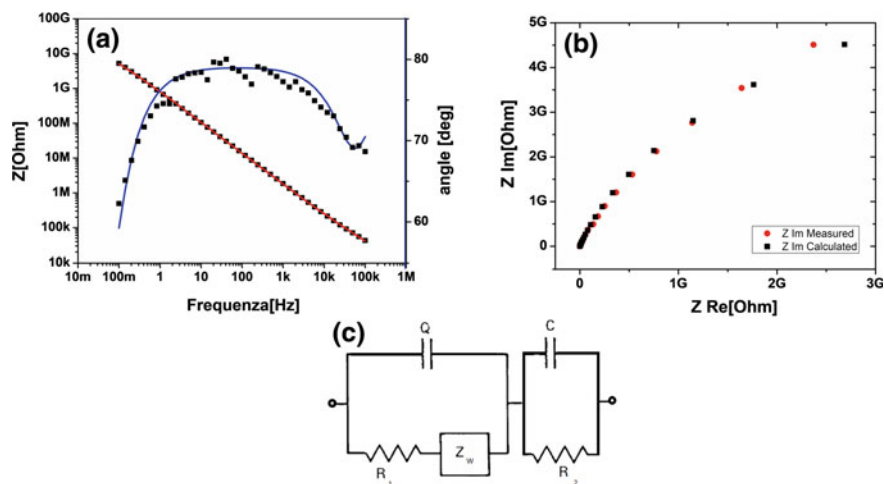 (a)
100G
10G
1G
100M
10M
1M
100k
10k
Z[Ohm]
80
70
60
angle [deg]
10m 100m 1 10 100 1k 10k 100k 1M
Frequenza[Hz]
(b)
5G
4G
3G
2G
1G
0
Z Im[Ohm]
Z Im Measured
Z Im Calculated
0 1G 2G 3G
Z Re[Ohm]
(c)
Q
C
R
Z W
R 2